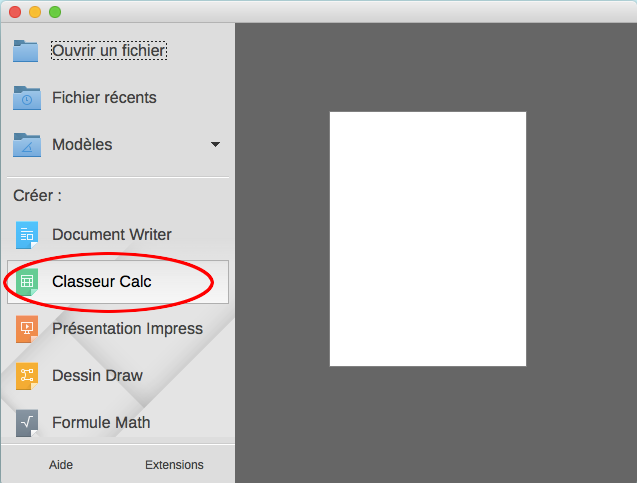 Ouvrir un fichier
Fichier récents
Modèles
Créer :
Document Writer
Classeur Calc
Présentation Impress
Dessin Draw
Formule Math
Aide
Extensions